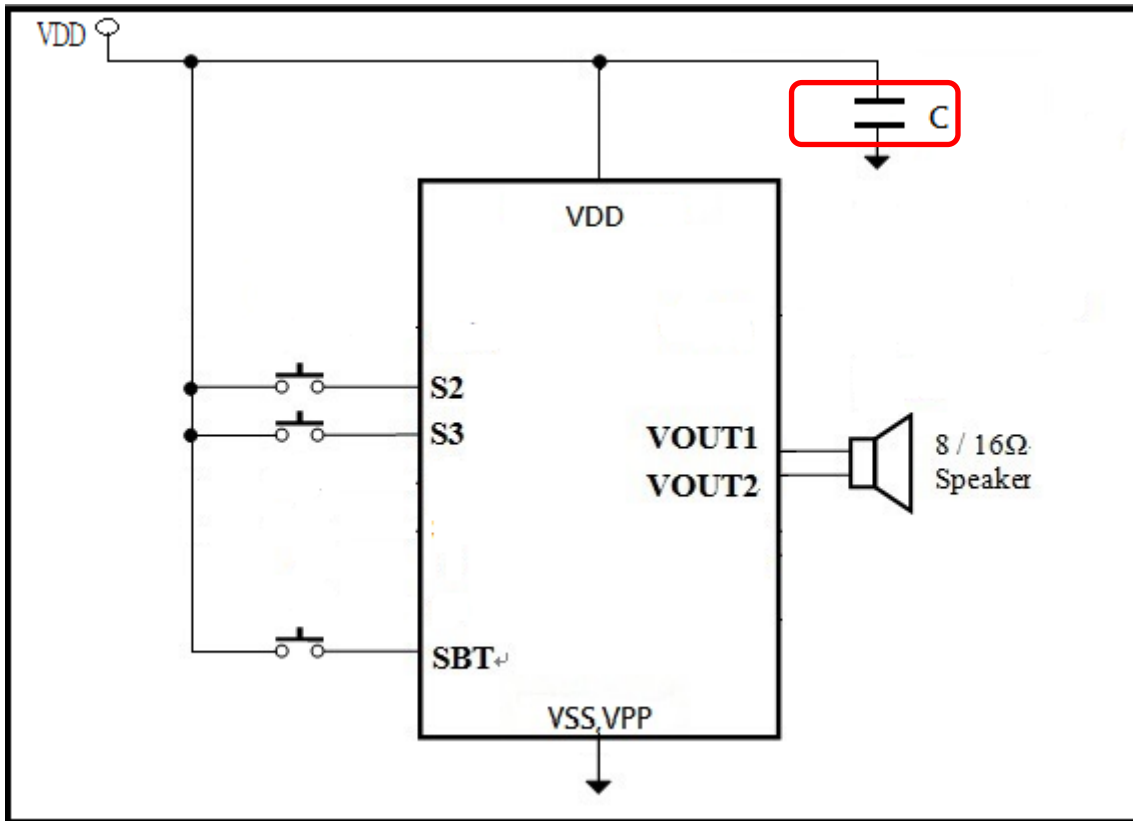 VDD
C
VDD
S2
S3
VOUT1
VOUT2
8 / 16Ω
Speaker
SBT↵
VSS,VPP